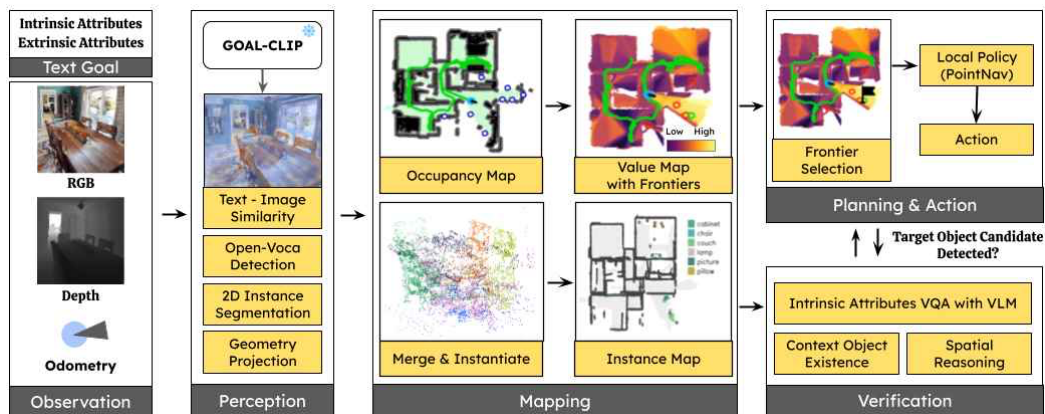 Intrinsic Attributes
Extrinsic Attributes
Text Goal
RGB
Depth
Odometry
Observation
GOAL-CLIP
Text - Image
Similarity
Open-Voca
Detection
2D Instance
Segmentation
Geometry
Projection
Perception
Occupancy Map
Low High
Value Map
with Frontiers
Merge & Instantiate
cabinet
chair
couch
lamp
picture
pillow
Instance Map
Mapping
Frontier
Selection
Local Policy
(PointNav)
Action
Planning & Action
Target Object Candidate
Detected?
Intrinsic Attributes VQA with VLM
Context Object
Existence
Spatial
Reasoning
Verification